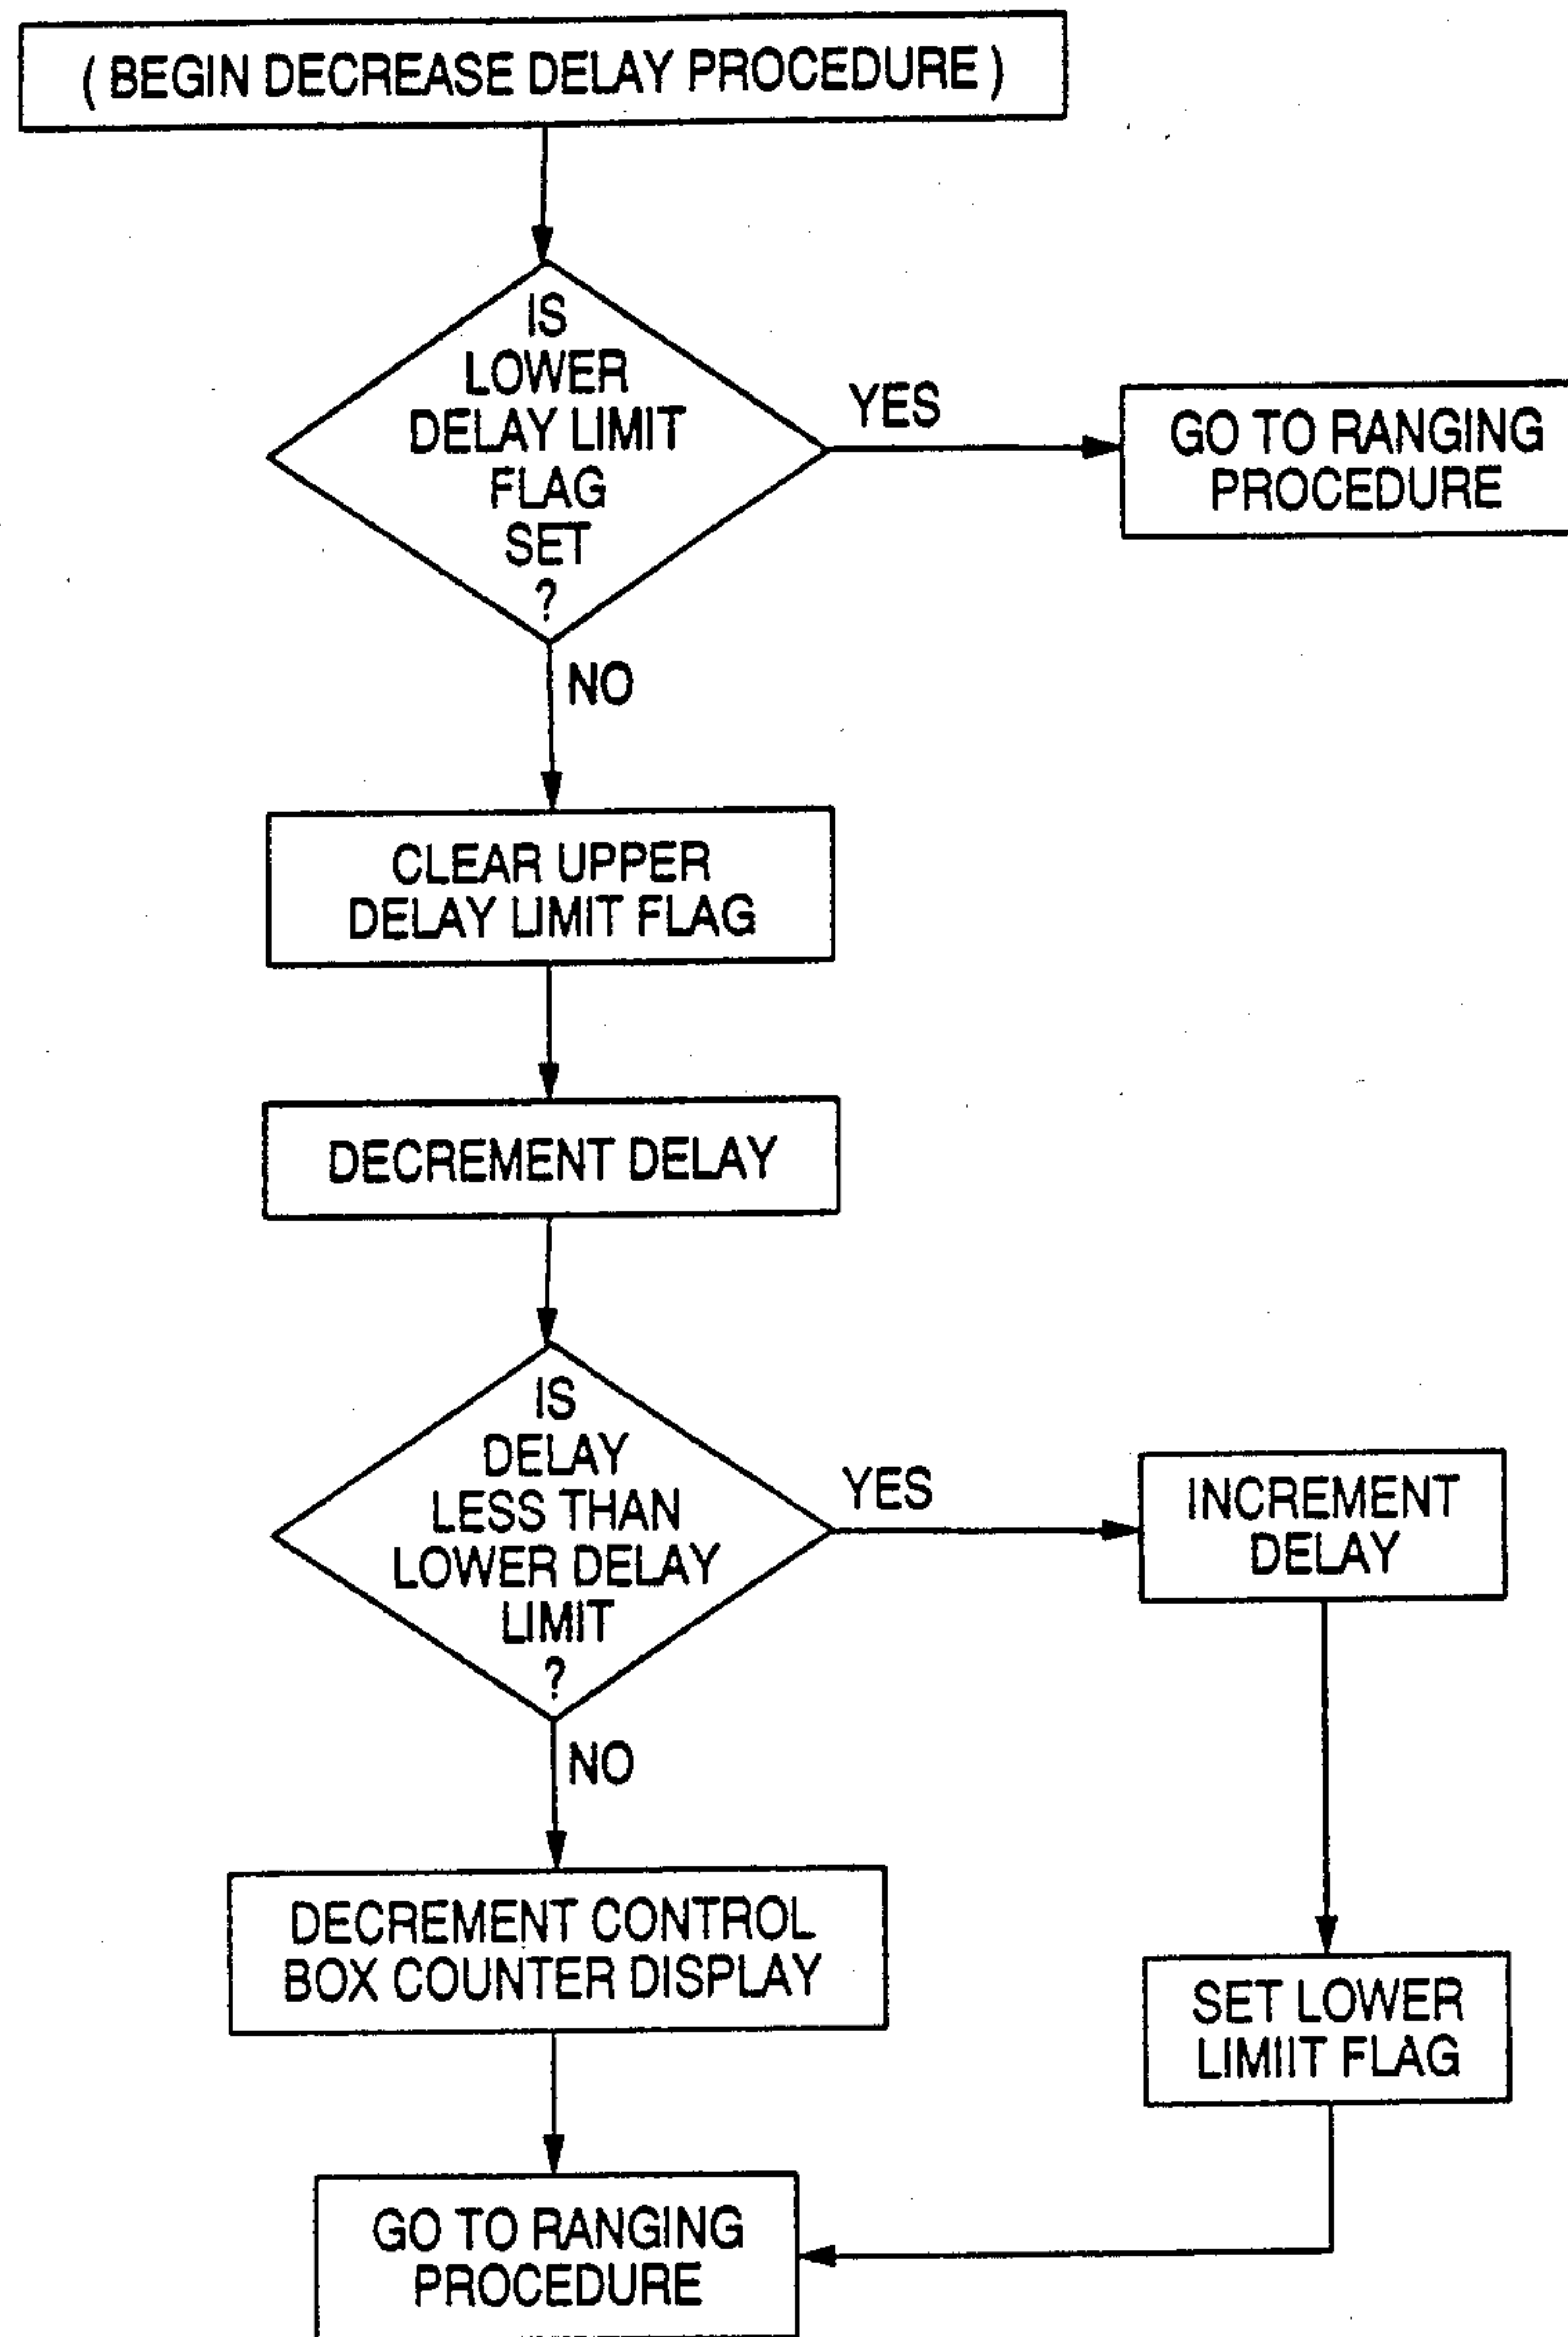 ( BEGIN DECREASE DELAY PROCEDURE )
IS
LOWER
DELAY LIMIT
FLAG
SET
?
YES
GO TO RANGING
PROCEDURE
NO
CLEAR UPPER
DELAY LIMIT FLAG
DECREMENT DELAY
IS
DELAY
LESS THAN
LOWER DELAY
LIMIT
?
YES
INCREMENT
DELAY
NO
DECREMENT CONTROL
BOX COUNTER DISPLAY
SET LOWER
LIMIIT FLAG
GO TO RANGING
PROCEDURE